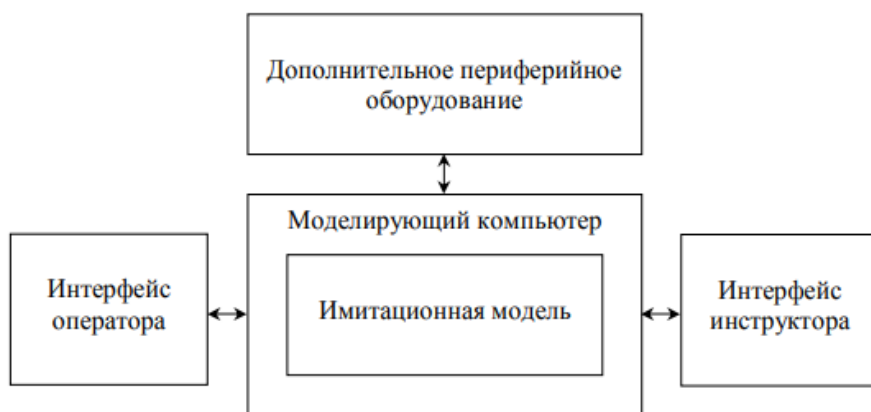 Дополнительное периферийное
оборудование
Моделирующий компьютер
Интерфейс
оператора
Имитационная модель
Интерфейс
инструктора